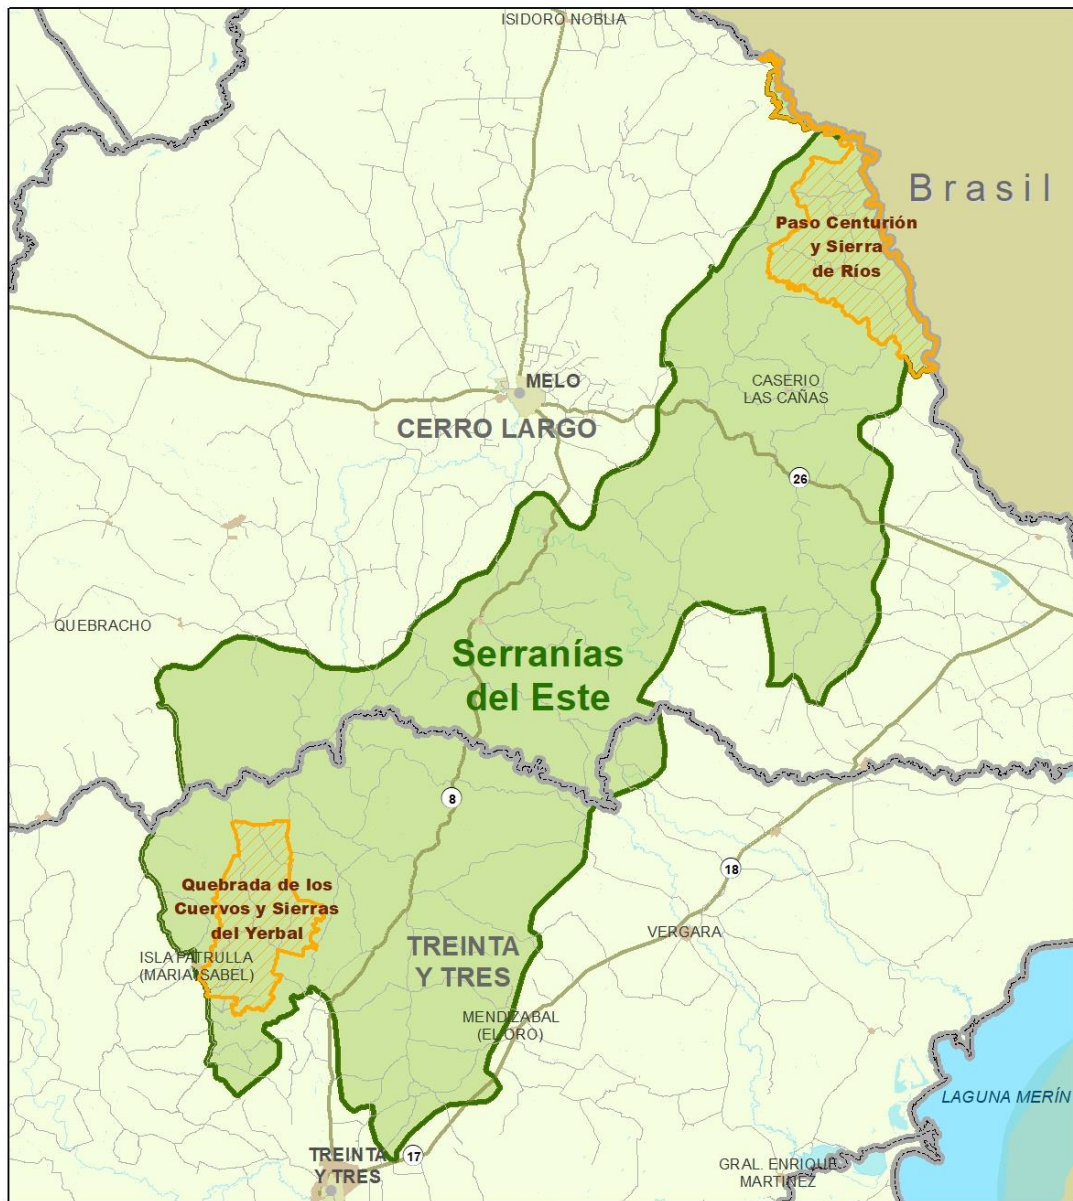 ISIDORO NOBLIA
Brasil
Paso Centurión
y Sierra
de Ríos
MELO
CASERIO
LAS CAÑAS
CERRO LARGO
26
QUEBRACHO
Serranías
del Este
8
18
Quebrada de los
Cuervos y Sierras
del Yerbal
VERGARA
TREINTA
Y TRES
ISLA PATRULLA
(MARIA ISABEL)
MENDIZABAL
(EL ORO)
LAGUNA MERÍN
TREINTA
Y TRES
17
GRAL. ENRIQUE
MARTINEZ